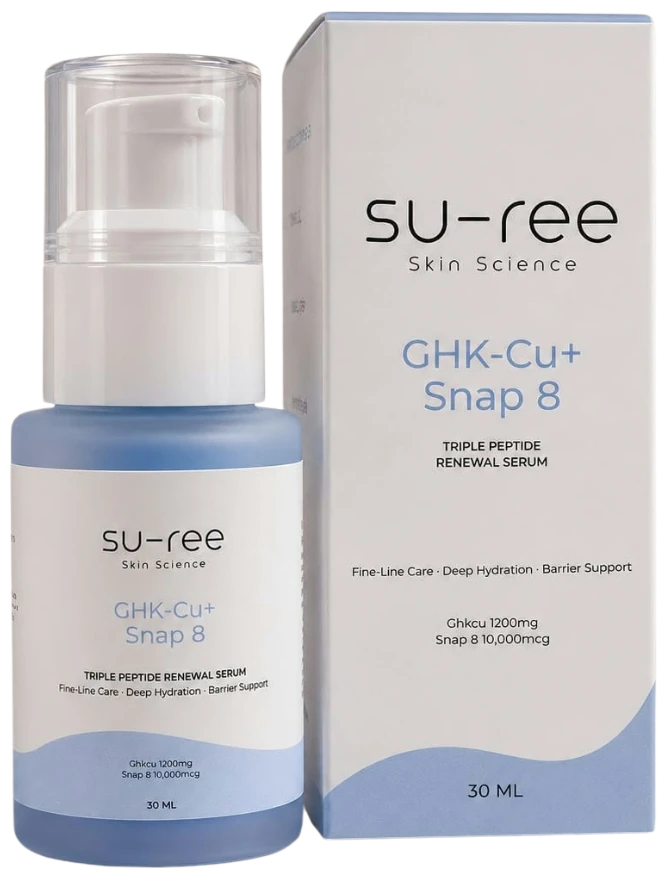 su-ree
Skin Science
GHK-Cu+
Snap 8
TRIPLE PEPTIDE RENEWAL SERUM
Fine-Line Care · Deep Hydration · Barrier Support
Ghkcu 1200mg
Snap 8 10,000mcg
30 ML
su-ree
Skin Science
GHK-Cu+
Snap 8
TRIPLE PEPTIDE
RENEWAL SERUM
Fine-Line Care · Deep Hydration · Barrier Support
Ghkcu 1200mg
Snap 8 10,000mcg
30 ML